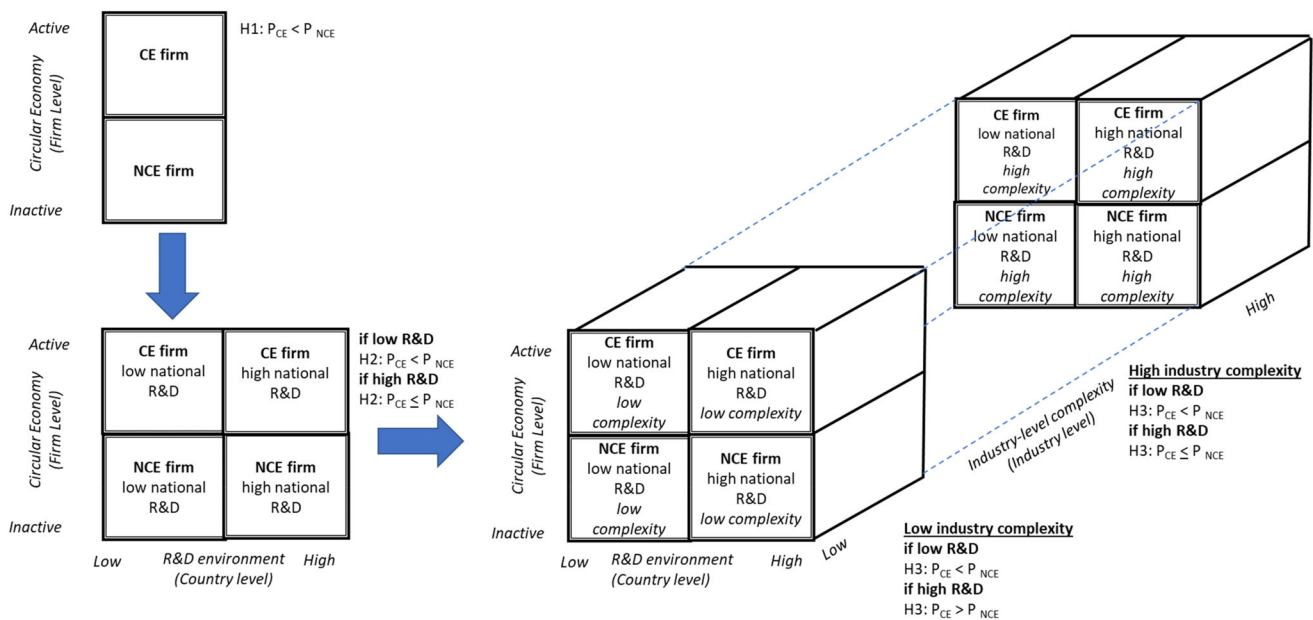 Active
Circular Economy
(Firm Level)
Inactive
CE firm
NCE firm
H1: P CE < P NCE
Active
Circular Economy
(Firm Level)
Inactive
CE firm
low national
R&D
CE firm
high national
R&D
NCE firm
low national
R&D
NCE firm
high national
R&D
Low
R&D environment
(Country level)
High
if low R&D
H2: P CE < P NCE
if high R&D
H2: P CE ≤ P NCE
Active
Circular Economy
(Firm Level)
Inactive
CE firm
low national
R&D
low
complexity
CE firm
high national
R&D
low complexity
NCE firm
low national
R&D
low
complexity
NCE firm
high national
R&D
low complexity
Low
R&D environment
(Country level)
High
Low
Industry-level complexity
(Industry level)
High
CE firm
low national
R&D
high
complexity
CE firm
high national
R&D
high
complexity
NCE firm
low national
R&D
high
complexity
NCE firm
high national
R&D
high
complexity
High industry complexity
if low R&D
H3: P CE < P NCE
if high R&D
H3: P CE ≤ P NCE
Low industry complexity
if low R&D
H3: P CE < P NCE
if high R&D
H3: P CE > P NCE